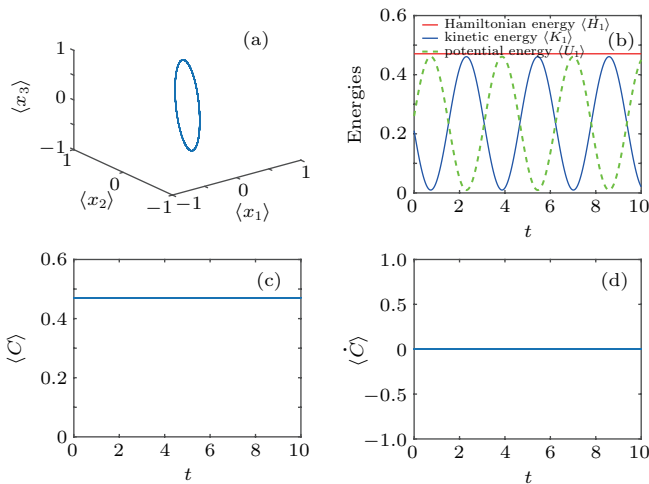 (a)
1
0
−1
⟨x3⟩
1
0
−1
⟨x2⟩
−1
0
1
⟨x1⟩
(b)
Hamiltonian energy ⟨H1⟩
kinetic energy ⟨K1⟩
potential energy ⟨U1⟩
0.6
0.4
0.2
0
Energies
0 2 4 6 8 10
t
(c)
0.6
0.4
0.2
0
⟨C⟩
0 2 4 6 8 10
t
(d)
1.0
0.5
0
−0.5
−1.0
⟨Ċ⟩
0 2 4 6 8 10
t